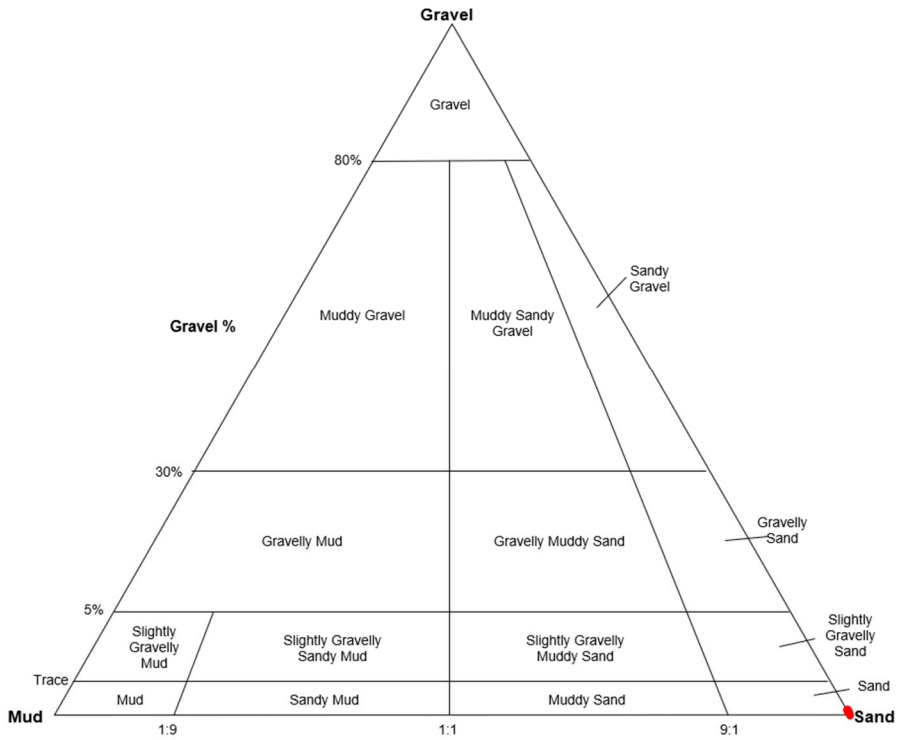 Gravel
Gravel
80%
Sandy
Gravel
Muddy Gravel
Muddy Sandy
Gravel
Gravel %
30%
Gravelly
Sand
Gravelly Mud
Gravelly Muddy Sand
5%
Slightly
Gravelly
Mud
Slightly Gravelly
Sandy Mud
Slightly Gravelly
Muddy Sand
Slightly
Gravelly
Sand
Trace
Mud
Sandy Mud
Muddy Sand
Sand
Mud
Sand
1:9
1:1
9:1